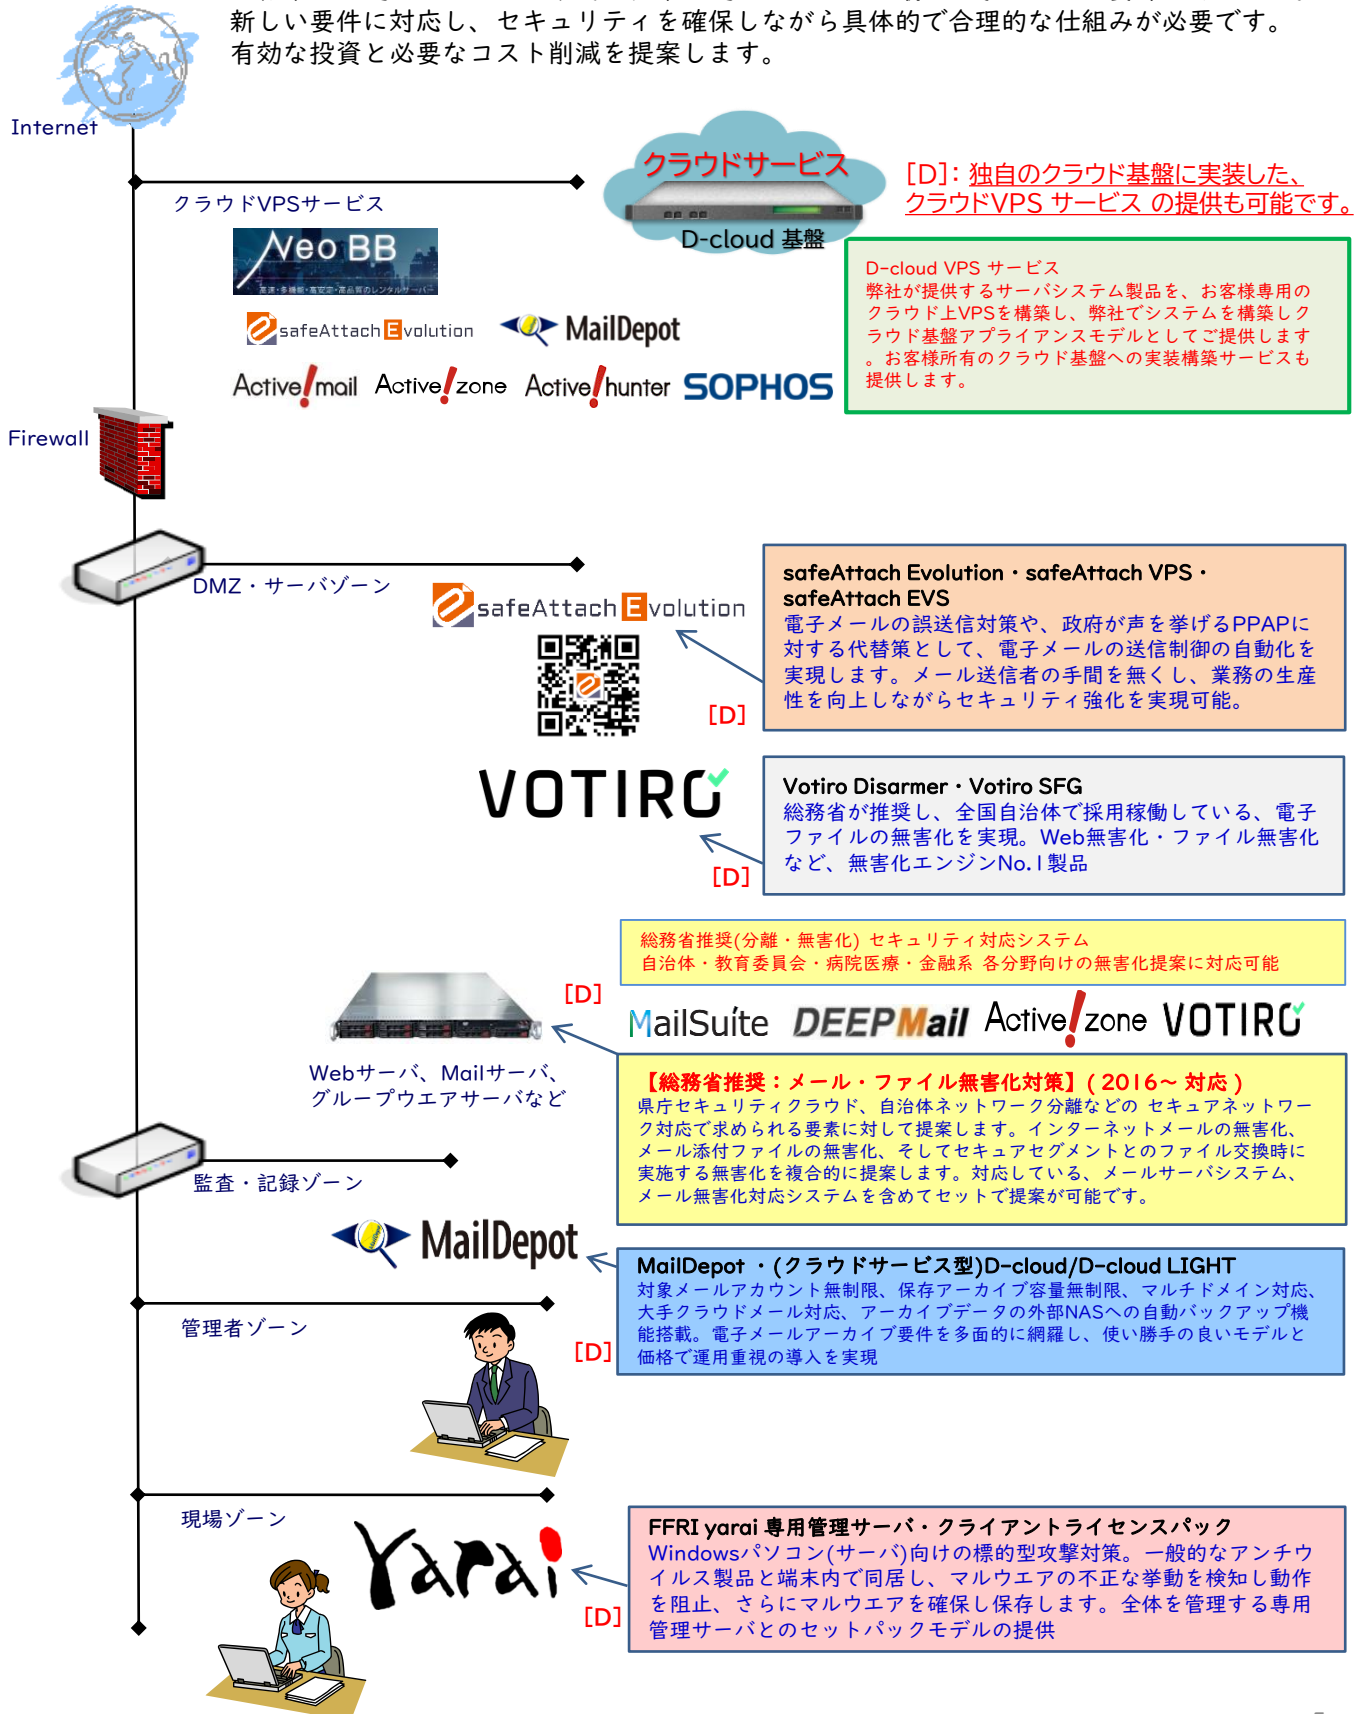 新しい要件に対応し、セキュリティを確保しながら具体的で合理的な仕組みが必要です。
有効な投資と必要なコスト削減を提案します。
Internet
クラウドサービス
D-cloud 基盤
[D]: 独自のクラウド基盤に実装した、
クラウドVPS サービス の提供も可能です。
クラウドVPSサービス
Neo BB
高速・多機能・高安定・高品質のレンタルサーバー
safeAttach Evolution
MailDepot
Active!mail
Active!zone
Active!hunter
SOPHOS
D-cloud VPS サービス
弊社が提供するサーバシステム製品を、お客様専用の
クラウド上VPSを構築し、弊社でシステムを構築しク
ラウド基盤アプライアンスモデルとしてご提供します
。お客様所有のクラウド基盤への実装構築サービスも
提供します。
Firewall
DMZ・サーバゾーン
safeAttach Evolution
[D]
safeAttach Evolution・safeAttach VPS・
safeAttach EVS
電子メールの誤送信対策や、政府が声を挙げるPPAPに
対する代替策として、電子メールの送信制御の自動化を
実現します。メール送信者の手間を無くし、業務の生産
性を向上しながらセキュリティ強化を実現可能。
VOTIRO
[D]
Votiro Disarmer・Votiro SFG
総務省が推奨し、全国自治体で採用稼働している、電子
ファイルの無害化を実現。Web無害化・ファイル無害化
など、無害化エンジンNo.1製品
総務省推奨(分離・無害化) セキュリティ対応システム
自治体・教育委員会・病院医療・金融系 各分野向けの無害化提案に対応可能
[D]
MailSuite
DEEPMail
Active!zone
VOTIRO
Webサーバ、Mailサーバ、
グループウエアサーバなど
【総務省推奨：メール・ファイル無害化対策】( 2016～ 対応 )
県庁セキュリティクラウド、自治体ネットワーク分離などの セキュアネットワー
ク対応で求められる要素に対して提案します。インターネットメールの無害化、
メール添付ファイルの無害化、そしてセキュアセグメントとのファイル交換時に
実施する無害化を複合的に提案します。対応している、メールサーバシステム、
メール無害化対応システムを含めてセットで提案が可能です。
監査・記録ゾーン
MailDepot
[D]
MailDepot ・(クラウドサービス型)D-cloud/D-cloud LIGHT
対象メールアカウント無制限、保存アーカイブ容量無制限、マルチドメイン対応、
大手クラウドメール対応、アーカイブデータの外部NASへの自動バックアップ機
能搭載。電子メールアーカイブ要件を多面的に網羅し、使い勝手の良いモデルと
価格で運用重視の導入を実現
管理者ゾーン
現場ゾーン
Yarai
[D]
FFRI yarai 専用管理サーバ・クライアントライセンスパック
Windowsパソコン(サーバ)向けの標的型攻撃対策。一般的なアンチウ
イルス製品と端末内で同居し、マルウエアの不正な挙動を検知し動作
を阻止、さらにマルウエアを確保し保存します。全体を管理する専用
管理サーバとのセットパックモデルの提供